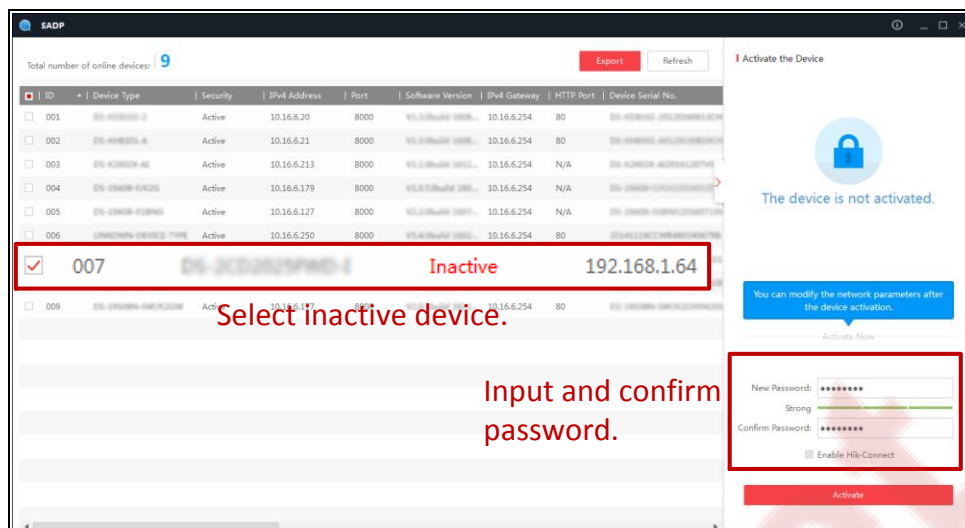 SADP
Total number of online devices: 9
Export
Refresh
ID | Device Type | Security | IPv4 Address | Port | Software Version | IPv4 Gateway | HTTP Port | Device Serial No.
001 Active 10.16.6.20 8000 10.16.6.254 80
002 Active 10.16.6.21 8000 10.16.6.254 80
003 Active 10.16.6.213 8000 10.16.6.254 N/A
004 Active 10.16.6.179 8000 10.16.6.254 N/A
005 Active 10.16.6.127 8000 10.16.6.254 N/A
006 Active 10.16.6.250 8000 10.16.6.254 80
007 Inactive 192.168.1.64
009 10.16.6.254 80
Select inactive device.
Input and confirm
password.
Activate the Device
The device is not activated.
You can modify the network parameters after
the device activation.
Activate Now
New Password:
Strong
Confirm Password:
Enable Hik-Connect
Activate